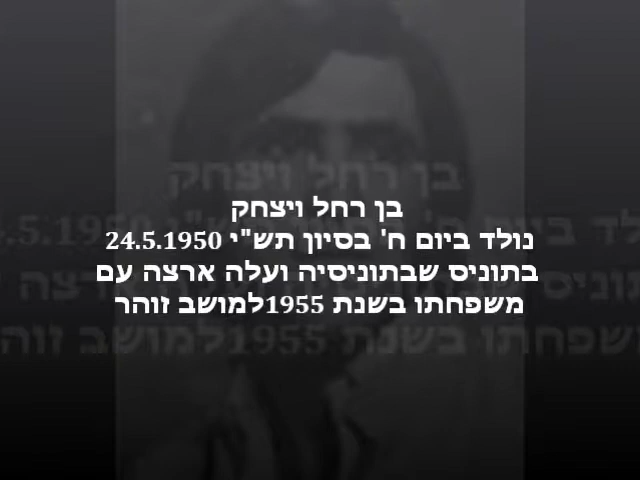 בן רחל ויצחק
נולד ביום ח' בסיון תש"י 24.5.1950
בתוניס שבתוניסיה ועלה ארצה עם
משפחתו בשנת 1955למושב זוהר